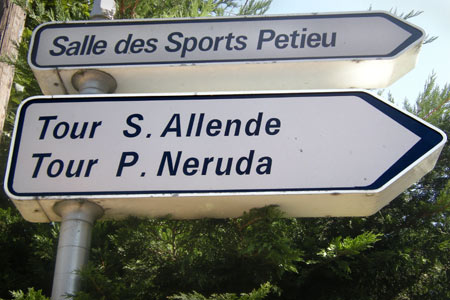 Salle des Sports Petieu
Tour S. Allende
Tour P. Neruda